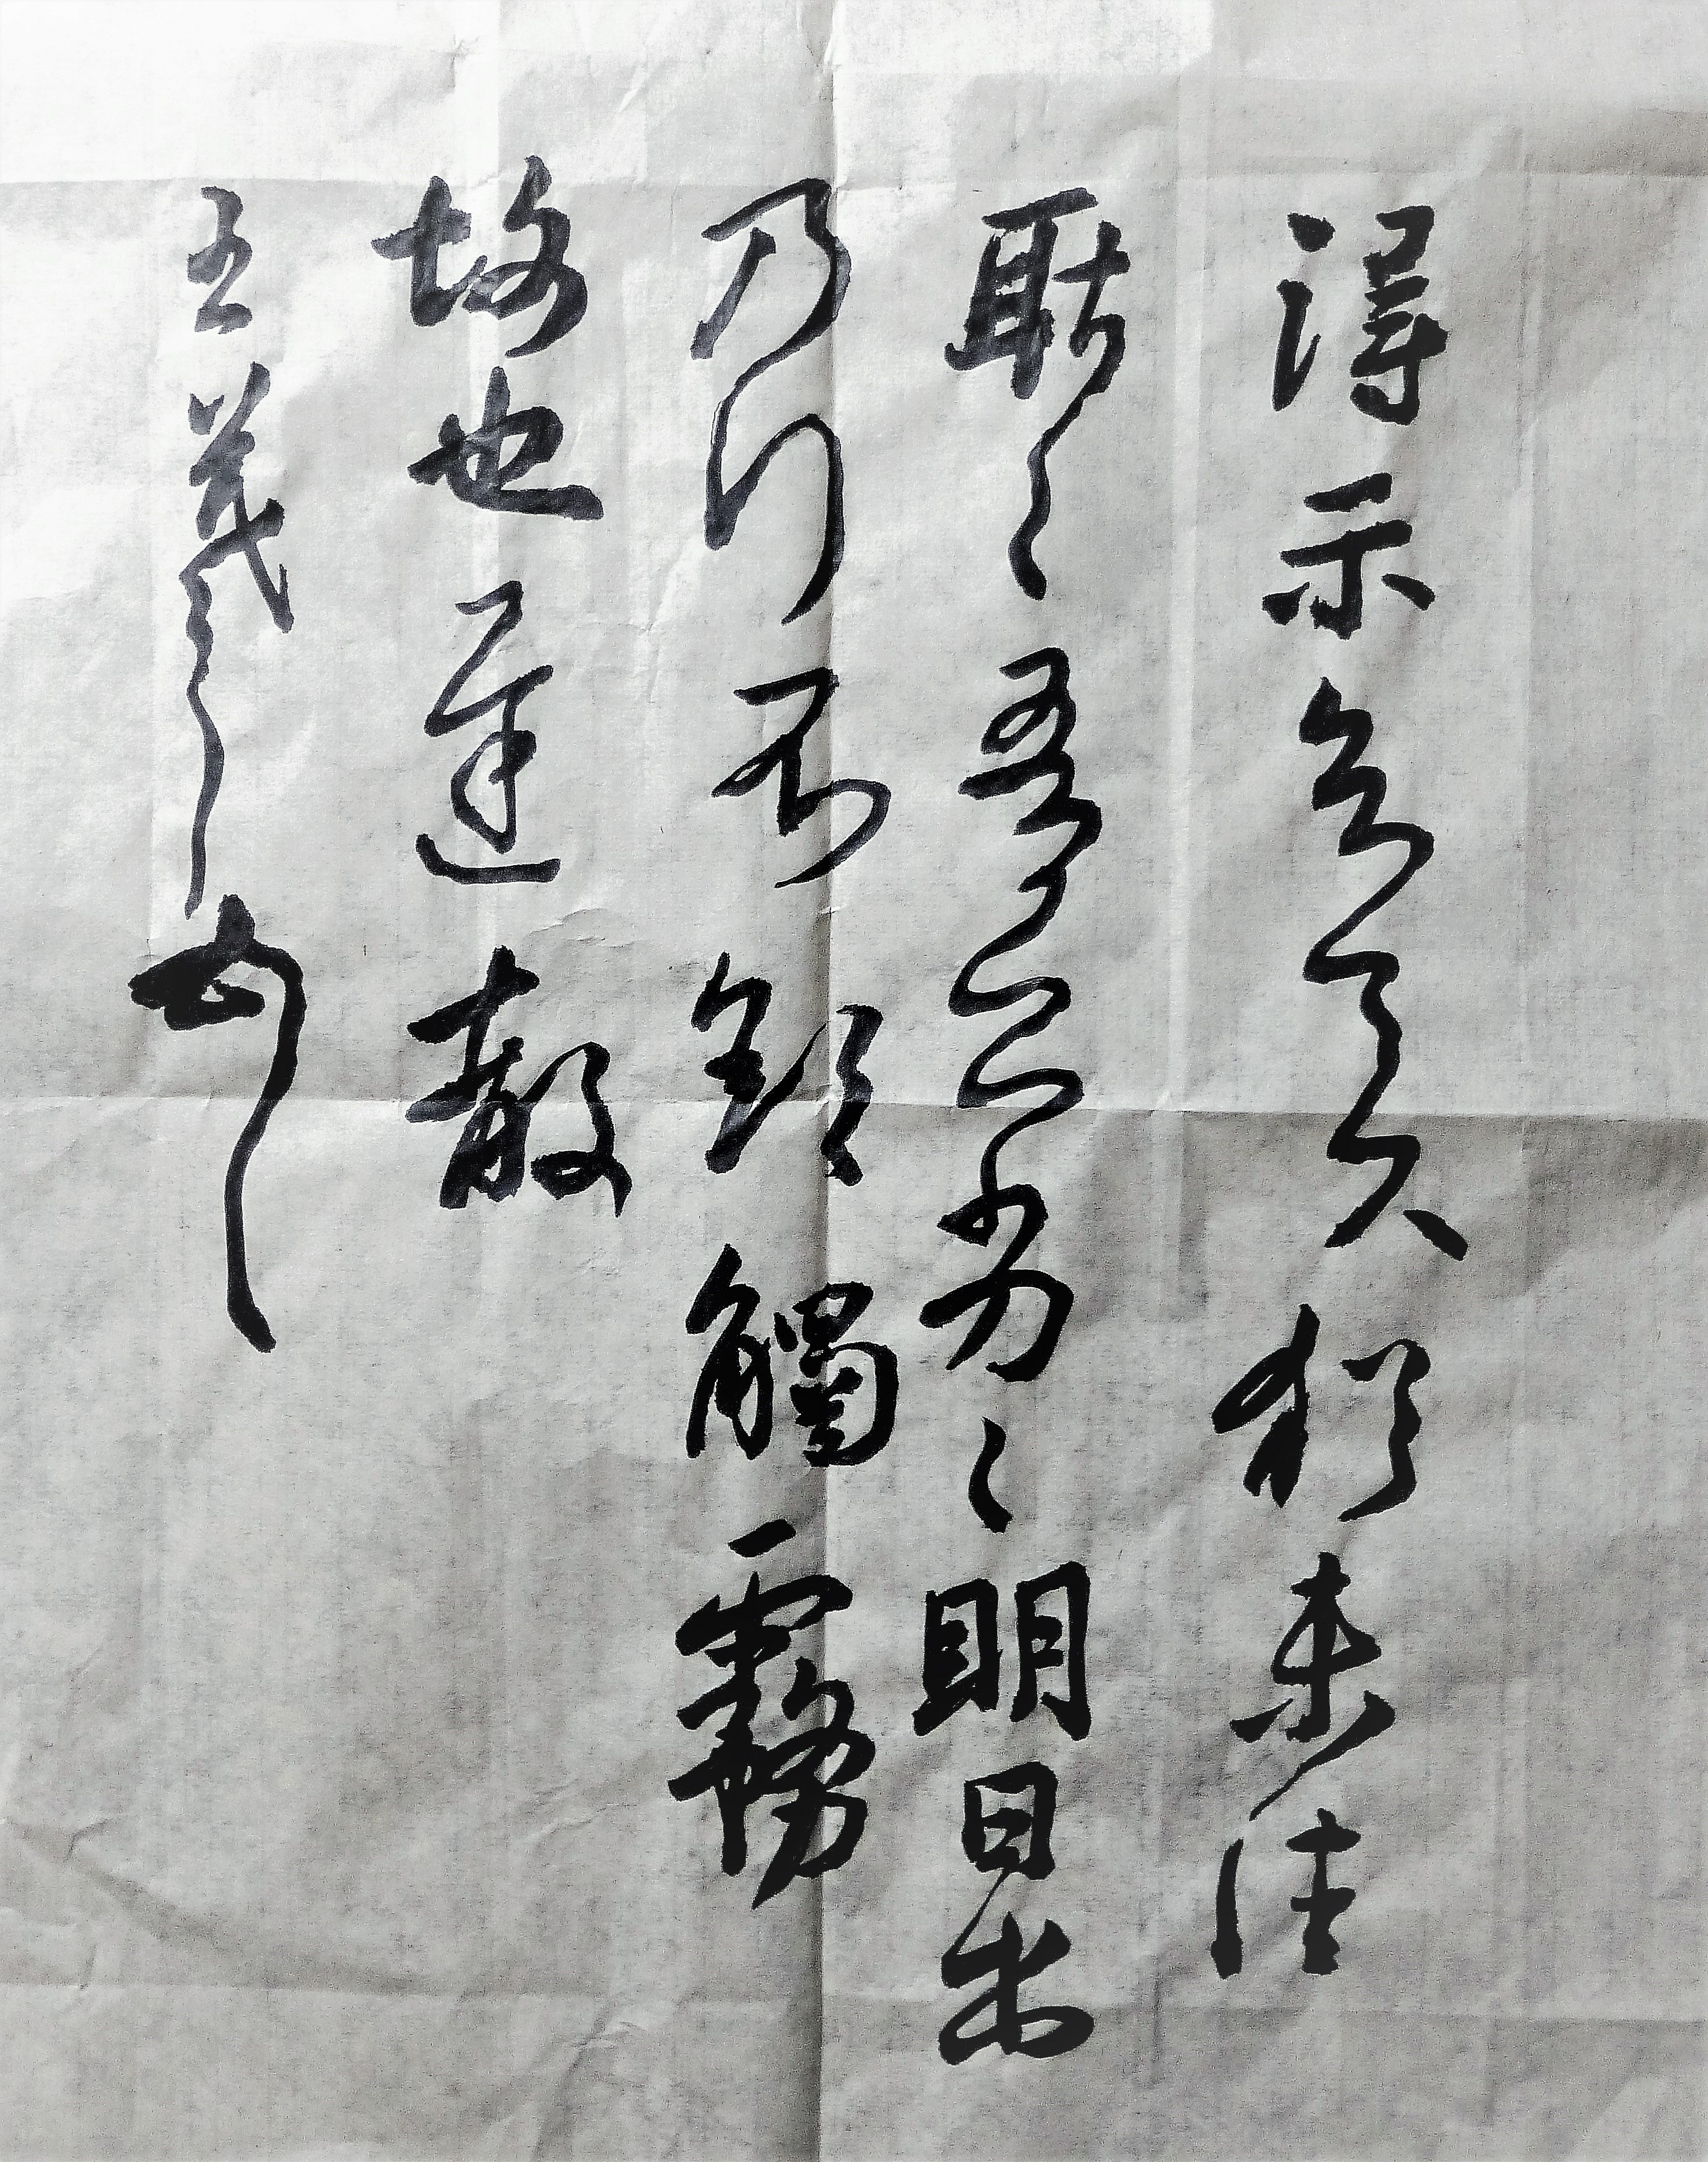 得示知足下猶未佳
耿々吾亦劣々明日出
乃行不欲觸霧
故也遲散
王羲之頓首